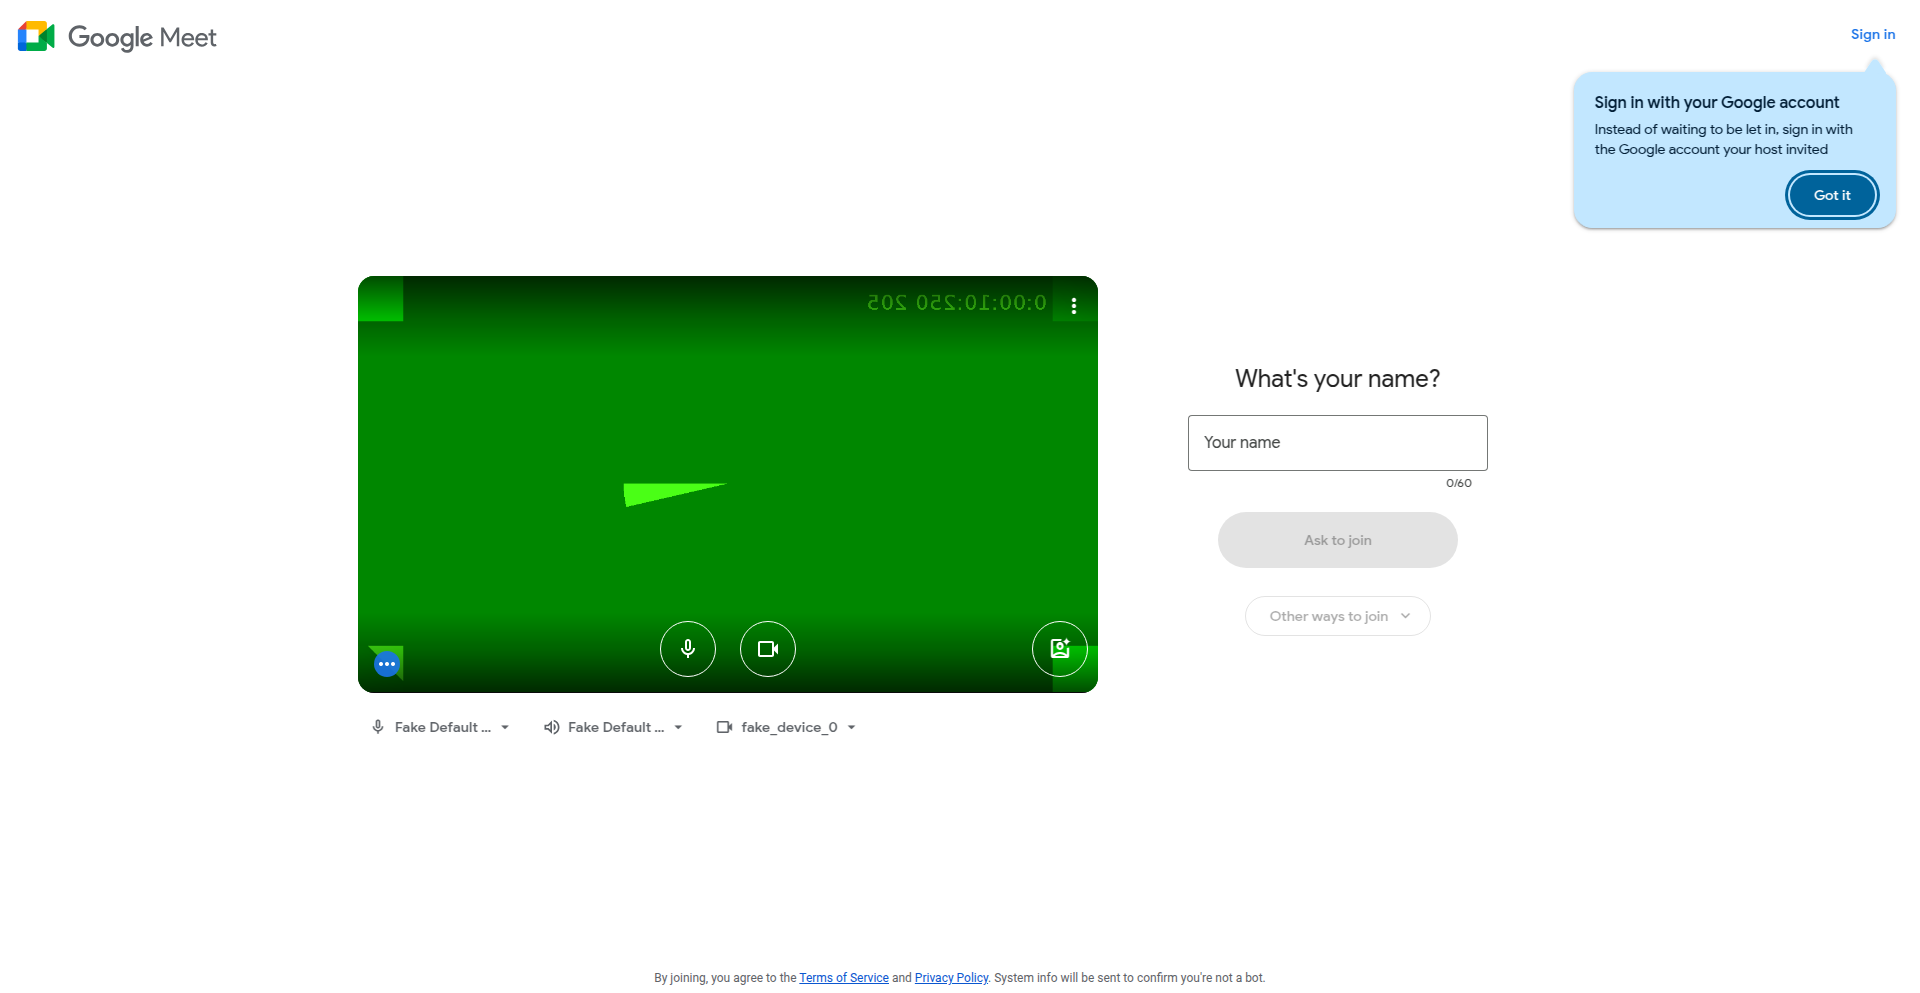 Google Meet
Sign in
Sign in with your Google account
Instead of waiting to be let in, sign in with
the Google account your host invited
Got it
0:00:10:250 205
What's your name?
Your name
0/60
Ask to join
Other ways to join
Fake Default ...
Fake Default ...
fake_device_0
By joining, you agree to the Terms of Service and Privacy Policy. System info will be sent to confirm you're not a bot.